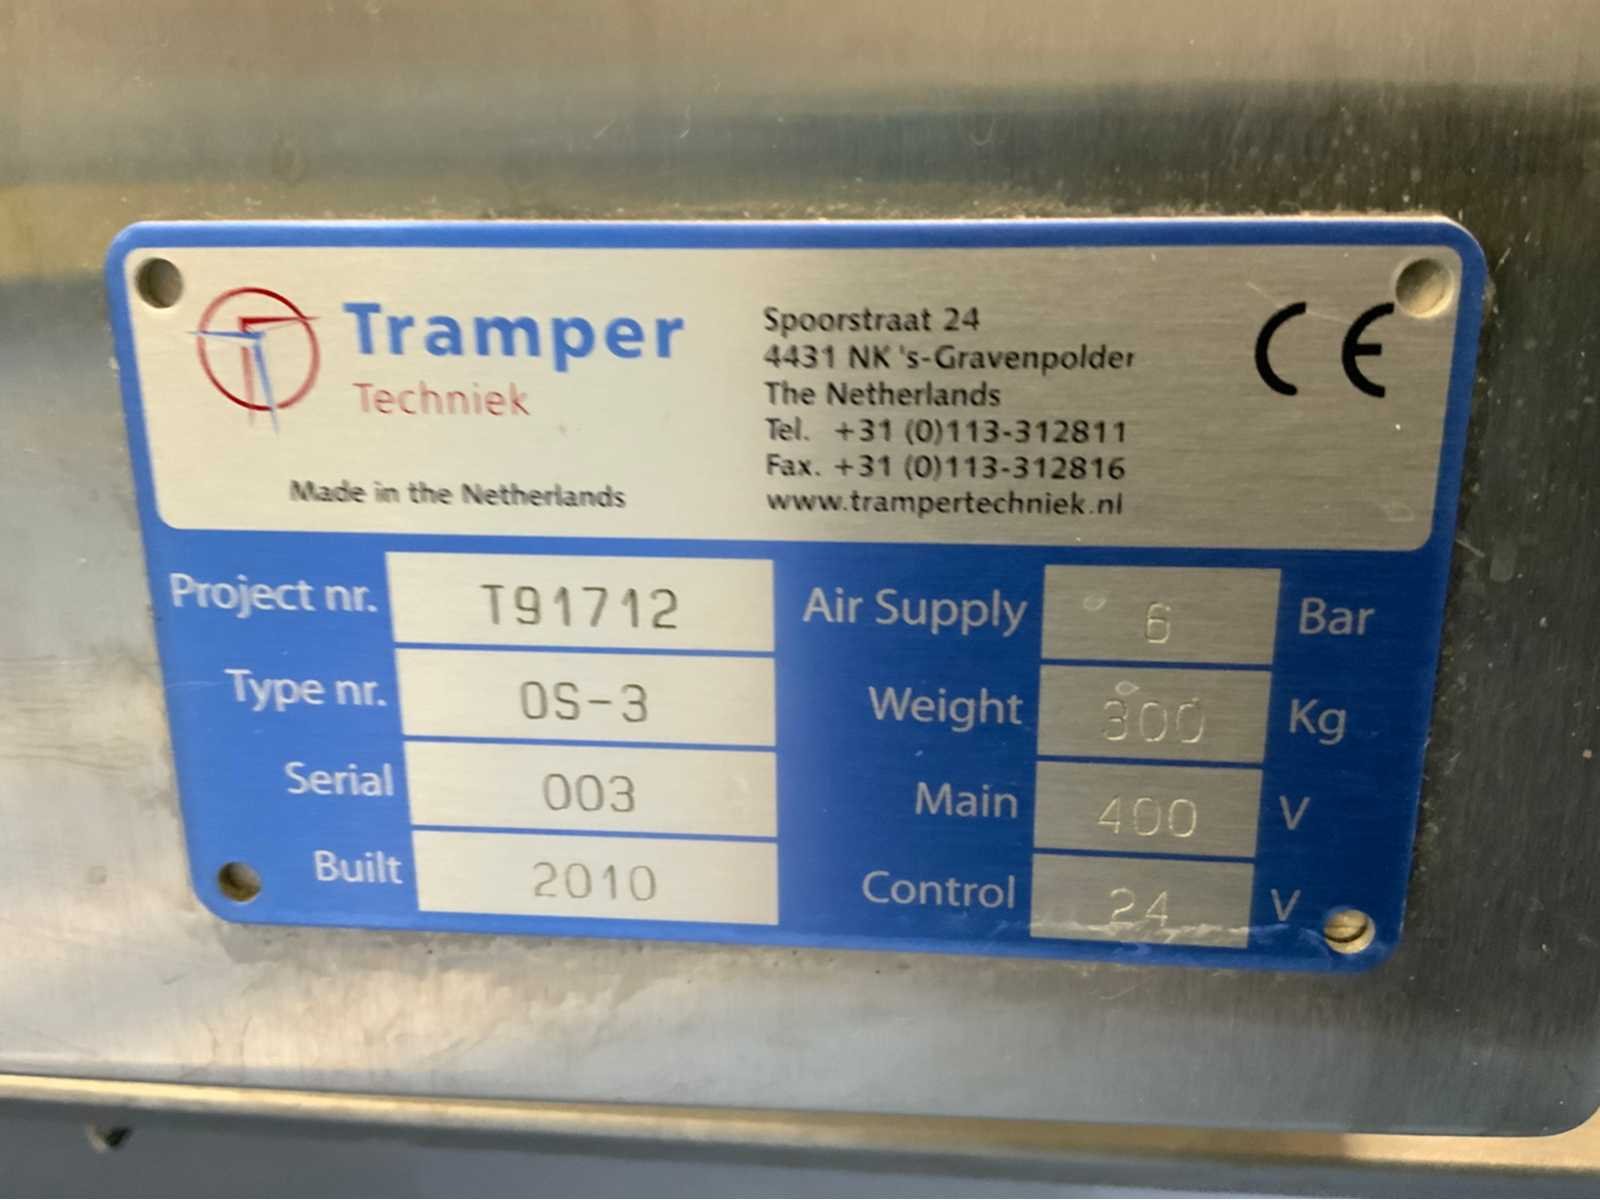 Tramper
Techniek
Made in the Netherlands
Spoorstraat 24
4431 NK 's-Gravenpolder
The Netherlands
Tel. +31 (0)113-312811
Fax. +31 (0)113-312816
www.trampertechniek.nl
CE
Project nr. T91712
Type nr. OS-3
Serial 003
Built 2010
Air Supply 6 Bar
Weight 300 Kg
Main 400 V
Control 24 V